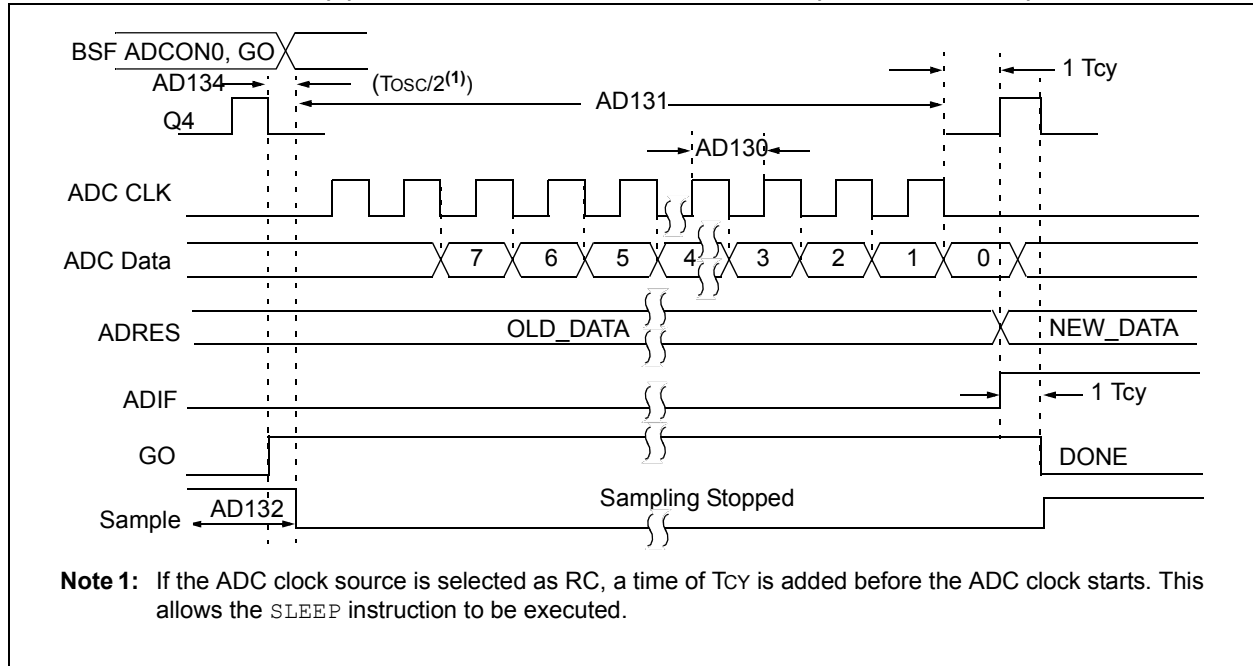 BSF ADCON0, GO
AD134 (TOSC/2(1)) AD131 1 Tcy
Q4
AD130
ADC CLK
ADC Data 7 6 5 4 3 2 1 0
ADRES OLD_DATA NEW_DATA
ADIF 1 Tcy
GO DONE
Sample AD132 Sampling Stopped
Note 1: If the ADC clock source is selected as RC, a time of TCY is added before the ADC clock starts. This
allows the SLEEP instruction to be executed.